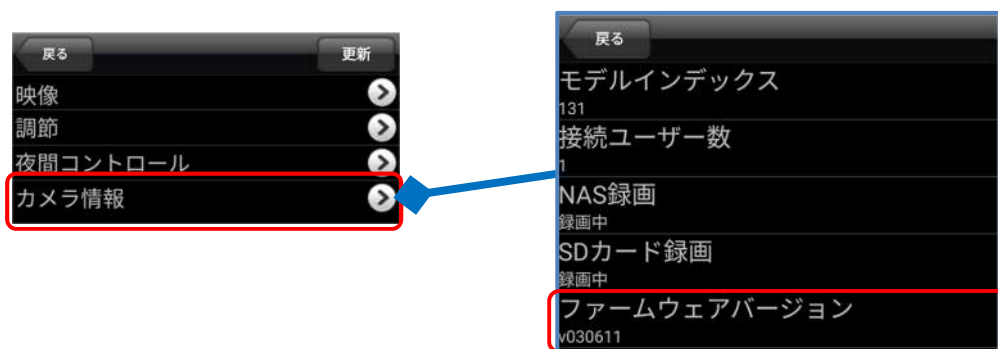 戻る
更新
映像
調節
夜間コントロール
カメラ情報
戻る
モデルインデックス
131
接続ユーザー数
1
NAS録画
録画中
SDカード録画
録画中
ファームウェアバージョン
v030611